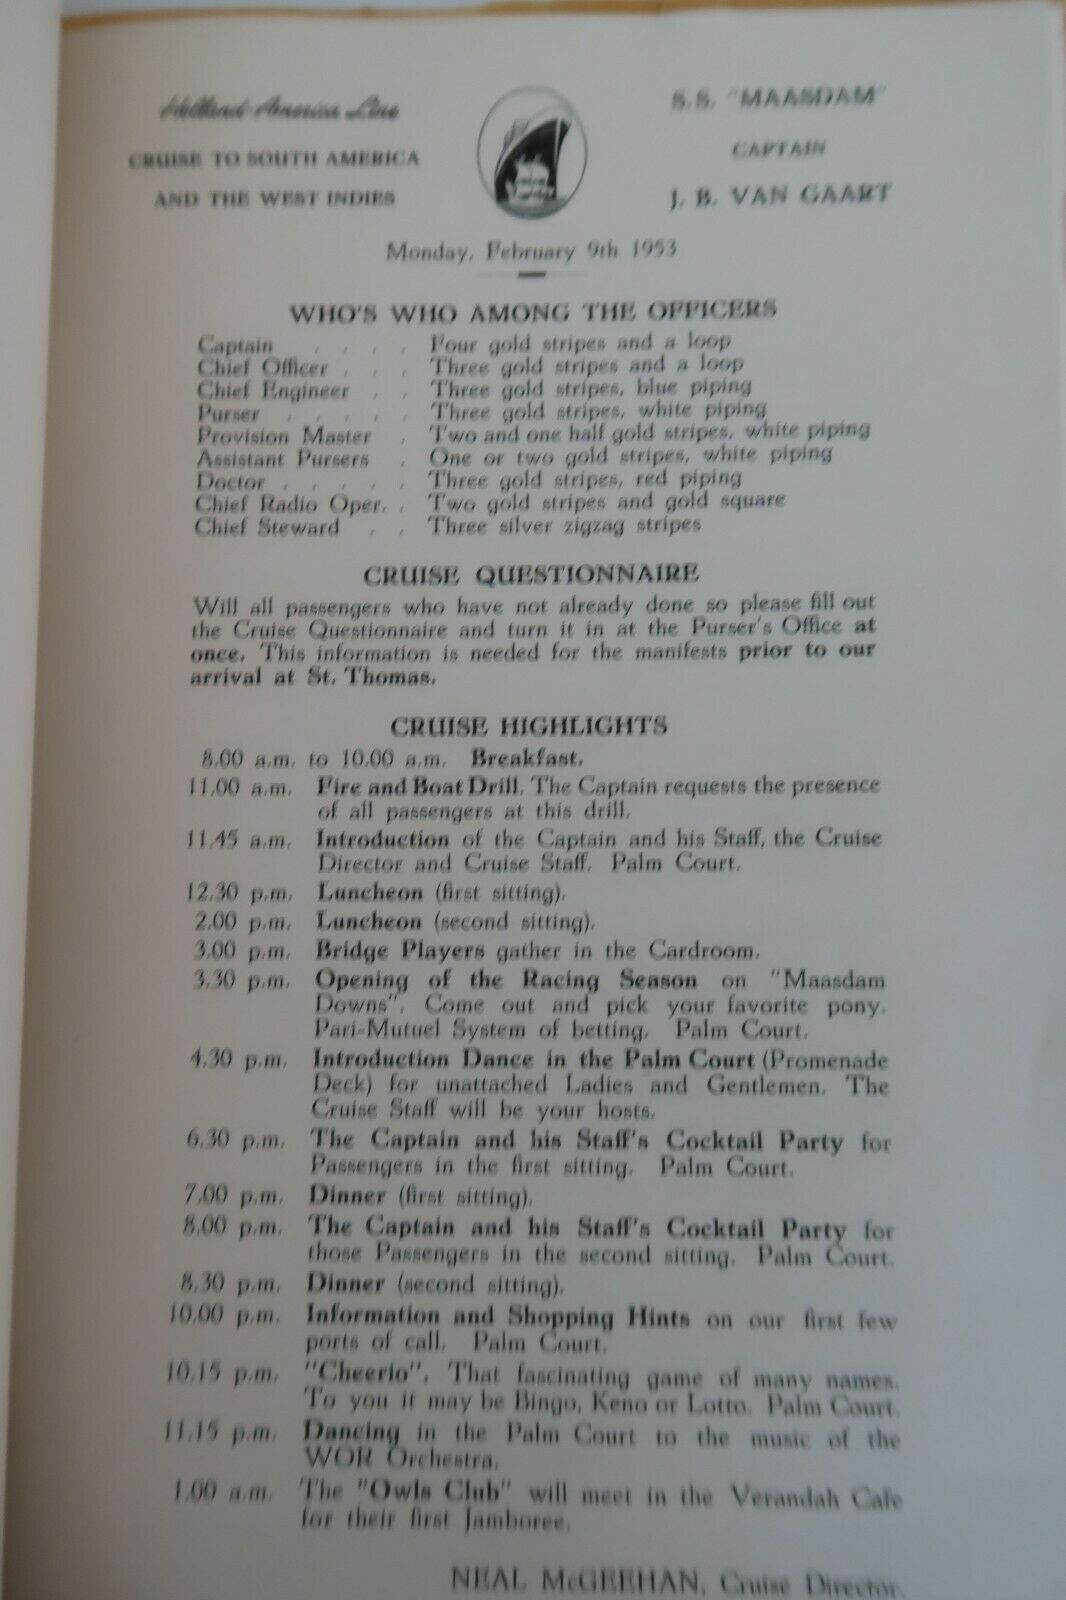 Holland-America Line
CRUISE TO SOUTH AMERICA
AND THE WEST INDIES
S.S. "MAASDAM"
CAPTAIN
J. B. VAN GAART
Monday, February 9th 1953
WHO'S WHO AMONG THE OFFICERS
Captain . . . . Four gold stripes and a loop
Chief Officer . . . Three gold stripes and a loop
Chief Engineer . . Three gold stripes, blue piping
Purser . . . . . Three gold stripes, white piping
Provision Master . Two and one half gold stripes, white piping
Assistant Pursers . One or two gold stripes, white piping
Doctor . . . . . Three gold stripes, red piping
Chief Radio Oper. . Two gold stripes and gold square
Chief Steward . . Three silver zigzag stripes
CRUISE QUESTIONNAIRE
Will all passengers who have not already done so please fill out
the Cruise Questionnaire and turn it in at the Purser's Office at
once. This information is needed for the manifests prior to our
arrival at St. Thomas.
CRUISE HIGHLIGHTS
8.00 a.m. to 10.00 a.m. Breakfast.
11.00 a.m. Fire and Boat Drill. The Captain requests the presence
of all passengers at this drill.
11.45 a.m. Introduction of the Captain and his Staff, the Cruise
Director and Cruise Staff. Palm Court.
12.30 p.m. Luncheon (first sitting).
2.00 p.m. Luncheon (second sitting).
3.00 p.m. Bridge Players gather in the Cardroom.
3.30 p.m. Opening of the Racing Season on "Maasdam
Downs". Come out and pick your favorite pony.
Pari-Mutuel System of betting. Palm Court.
4.30 p.m. Introduction Dance in the Palm Court (Promenade
Deck) for unattached Ladies and Gentlemen. The
Cruise Staff will be your hosts.
6.30 p.m. The Captain and his Staff's Cocktail Party for
Passengers in the first sitting. Palm Court.
7.00 p.m. Dinner (first sitting).
8.00 p.m. The Captain and his Staff's Cocktail Party for
those Passengers in the second sitting. Palm Court.
8.30 p.m. Dinner (second sitting).
10.00 p.m. Information and Shopping Hints on our first few
ports of call. Palm Court.
10.15 p.m. "Cheerio". That fascinating game of many names.
To you it may be Bingo, Keno or Lotto. Palm Court.
11.15 p.m. Dancing in the Palm Court to the music of the
WOR Orchestra.
1.00 a.m. The "Owls Club" will meet in the Verandah Cafe
for their first Jamboree.
NEAL McGEEHAN, Cruise Director.